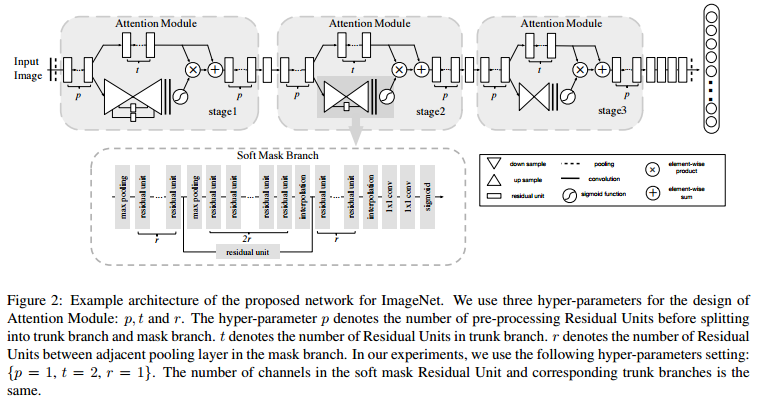 Attention Module
Attention Module
Attention Module
Input
Image
t
t
t
p
p
p
p
p
p
stage1
stage2
stage3
Soft Mask Branch
max pooling
residual unit
residual unit
max pooling
residual unit
residual unit
residual unit
residual unit
interpolation
residual unit
residual unit
interpolation
1x1 conv
1x1 conv
sigmoid
r
2r
r
residual unit
down sample
up sample
residual unit
pooling
convolution
sigmoid function
element-wise
product
element-wise
sum
Figure 2: Example architecture of the proposed network for ImageNet. We use three hyper-parameters for the design of
Attention Module: p, t and r. The hyper-parameter p denotes the number of pre-processing Residual Units before splitting
into trunk branch and mask branch. t denotes the number of Residual Units in trunk branch. r denotes the number of Residual
Units between adjacent pooling layer in the mask branch. In our experiments, we use the following hyper-parameters setting:
{p = 1, t = 2, r = 1}. The number of channels in the soft mask Residual Unit and corresponding trunk branches is the
same.